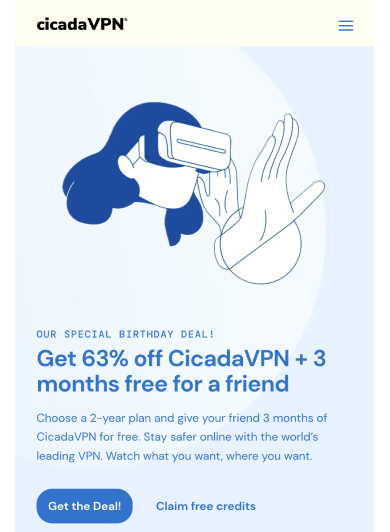 cicadaVPN®
OUR SPECIAL BIRTHDAY DEAL!
Get 63% off CicadaVPN + 3
months free for a friend
Choose a 2-year plan and give your friend 3 months of
CicadaVPN for free. Stay safer online with the world’s
leading VPN. Watch what you want, where you want.
Get the Deal!
Claim free credits